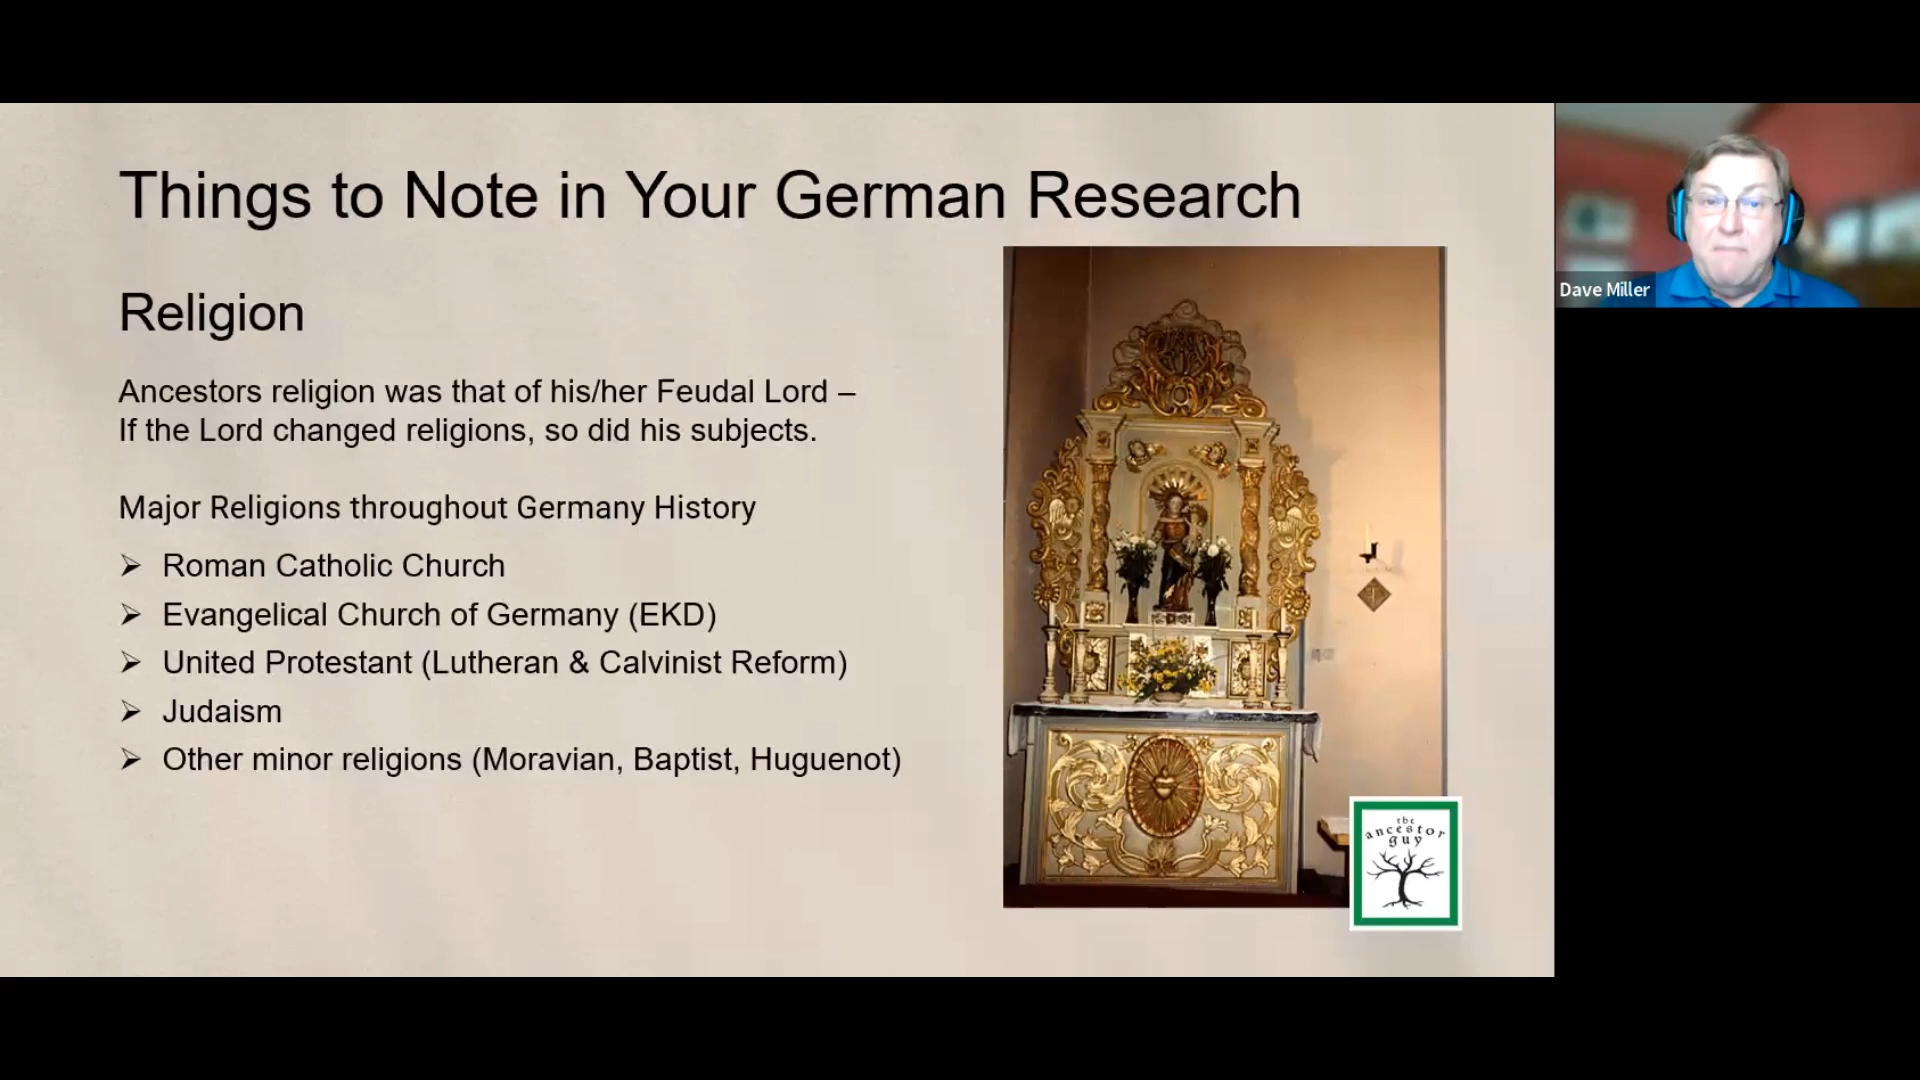 Things to Note in Your German Research
Religion
Ancestors religion was that of his/her Feudal Lord –
If the Lord changed religions, so did his subjects.
Major Religions throughout Germany History
➢ Roman Catholic Church
➢ Evangelical Church of Germany (EKD)
➢ United Protestant (Lutheran & Calvinist Reform)
➢ Judaism
➢ Other minor religions (Moravian, Baptist, Huguenot)
the
ancestor
guy
Dave Miller